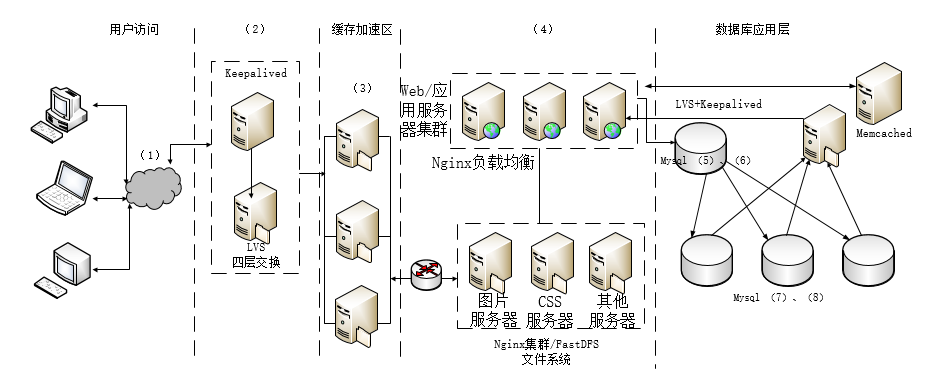 用户访问
（2）
缓存加速区
（4）
数据库应用层
Keepalived
（3）
Web/应
用服务
器集群
LVS+Keepalived
Memcached
（1）
Nginx负载均衡
Mysql （5）、（6）
LVS
四层交换
图片
服务器
CSS
服务器
其他
服务器
Mysql （7）、（8）
Nginx集群/FastDFS
文件系统